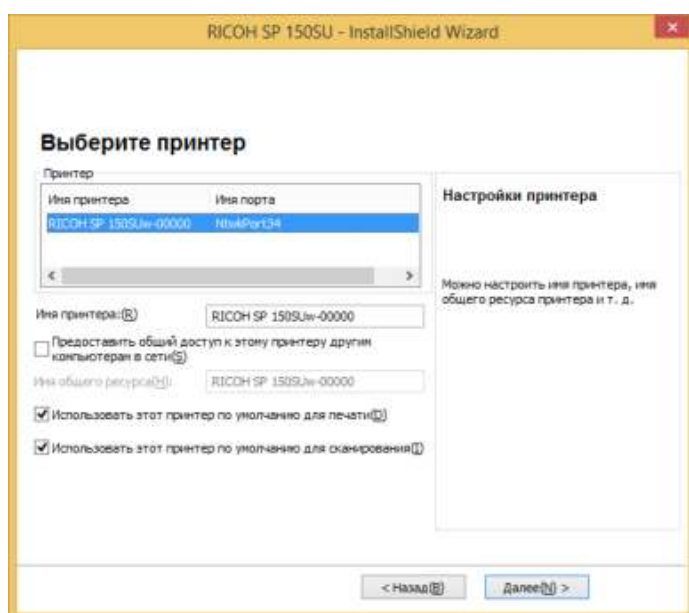 RICOH SP 150SU - InstallShield Wizard
Выберите принтер
Принтер
Имя принтера Имя порта
RICOH SP 150SUw-00000 NtwkPort34
Настройки принтера
Можно настроить имя принтера, имя
общего ресурса принтера и т. д.
Имя принтера:(R) RICOH SP 150SUw-00000
Предоставить общий доступ к этому принтеру другим
компьютерам в сети(S)
Имя общего ресурса(H): RICOH SP 150SUw-00000
Использовать этот принтер по умолчанию для печати(D)
Использовать этот принтер по умолчанию для сканирования(I)
< Назад(B) Далее(N) >